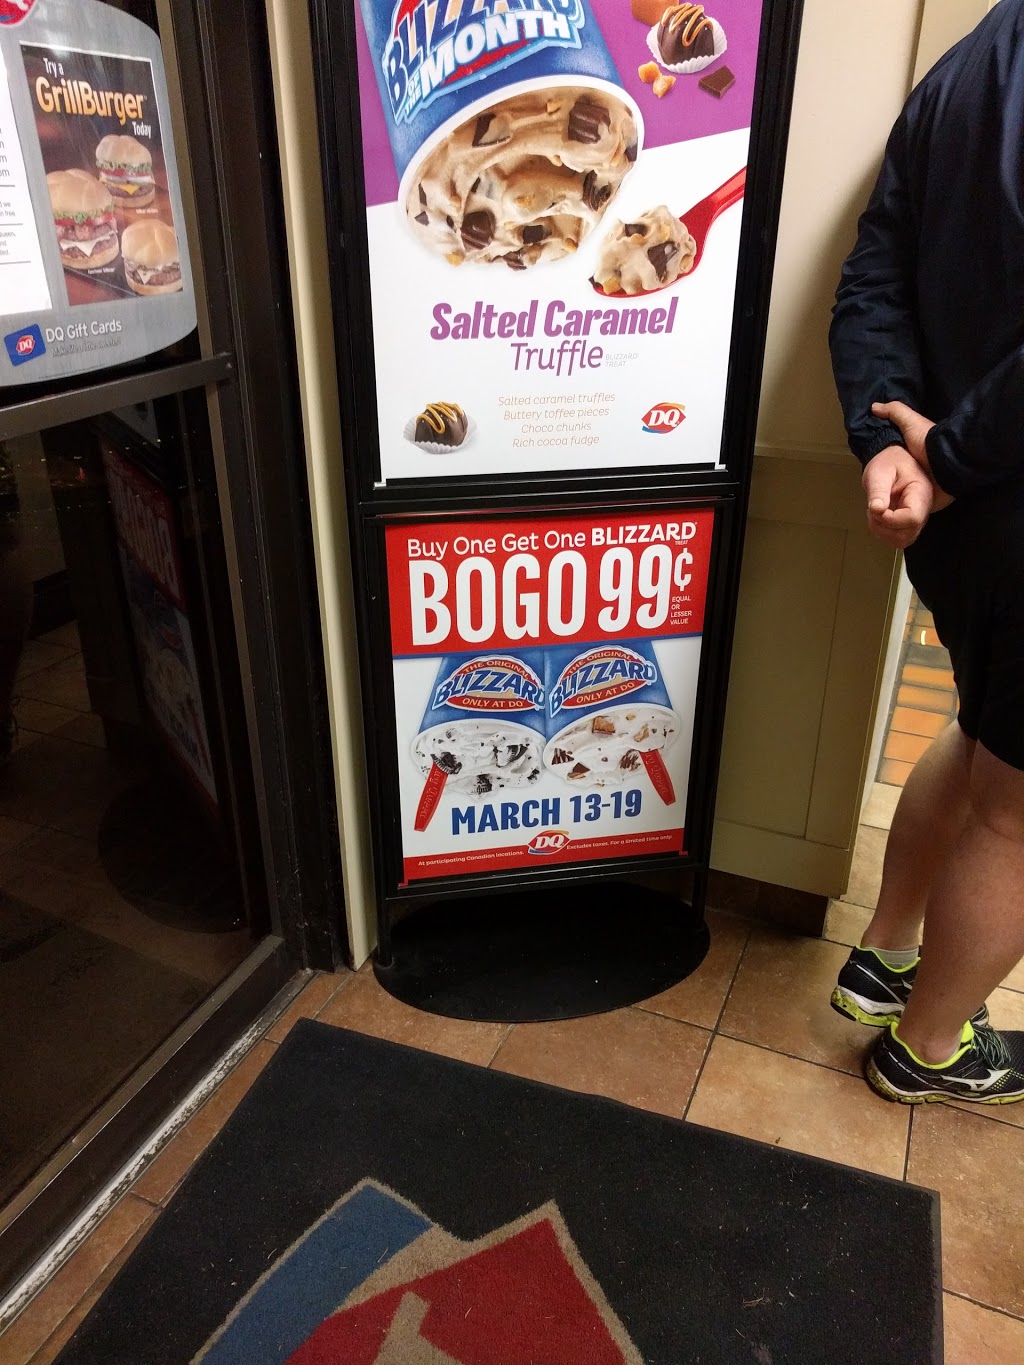 Try a
GrillBurger
Today
DQ Gift Cards
DQ
BLIZZARD
OF THE
MONTH
Salted Caramel
Truffle BLIZZARD
TREAT
Salted caramel truffles
Buttery toffee pieces
Choco chunks
Rich cocoa fudge
DQ
Buy One Get One BLIZZARD
TREAT
BOGO 99¢
EQUAL
OR
LESSER
VALUE
THE ORIGINAL
BLIZZARD
ONLY AT DQ
THE ORIGINAL
BLIZZARD
ONLY AT DQ
MARCH 13-19
At participating Canadian locations. DQ Excludes taxes. For a limited time only.